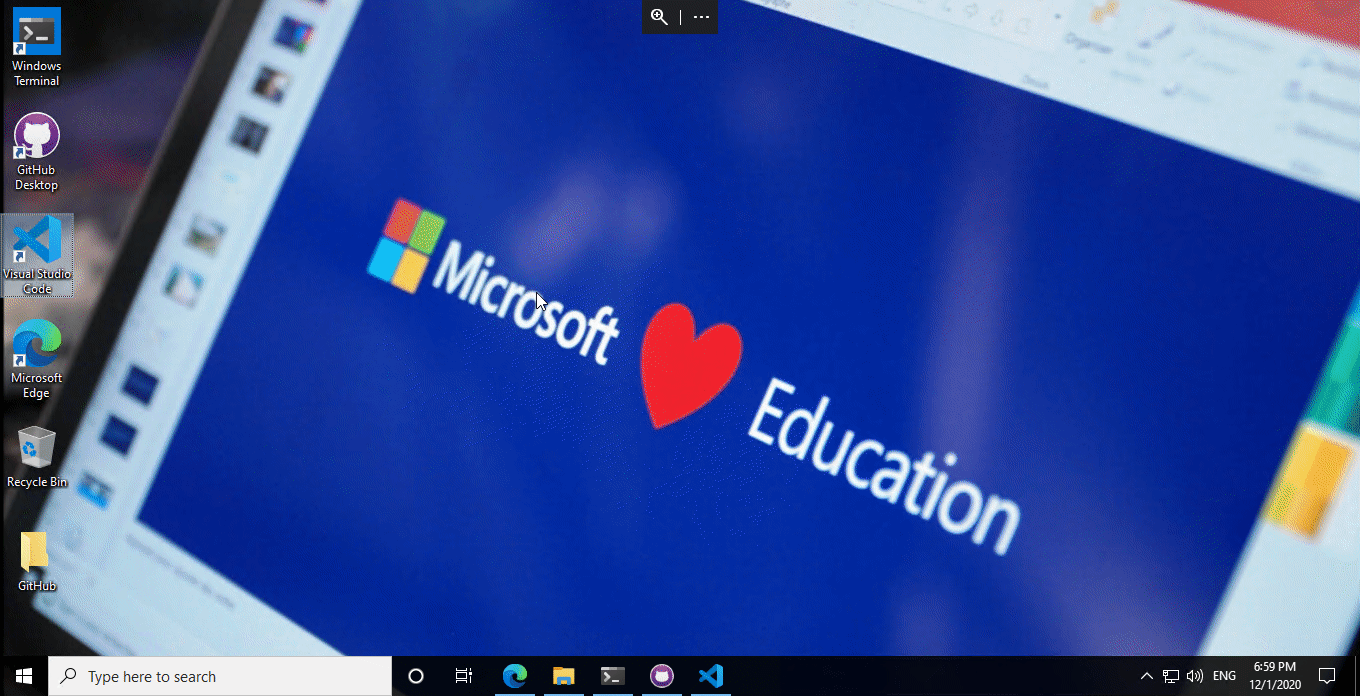 Windows
Terminal
GitHub
Desktop
Visual Studio
Code
Microsoft
Edge
Recycle Bin
GitHub
Microsoft
Education
Type here to search
ENG
6:59 PM
12/1/2020